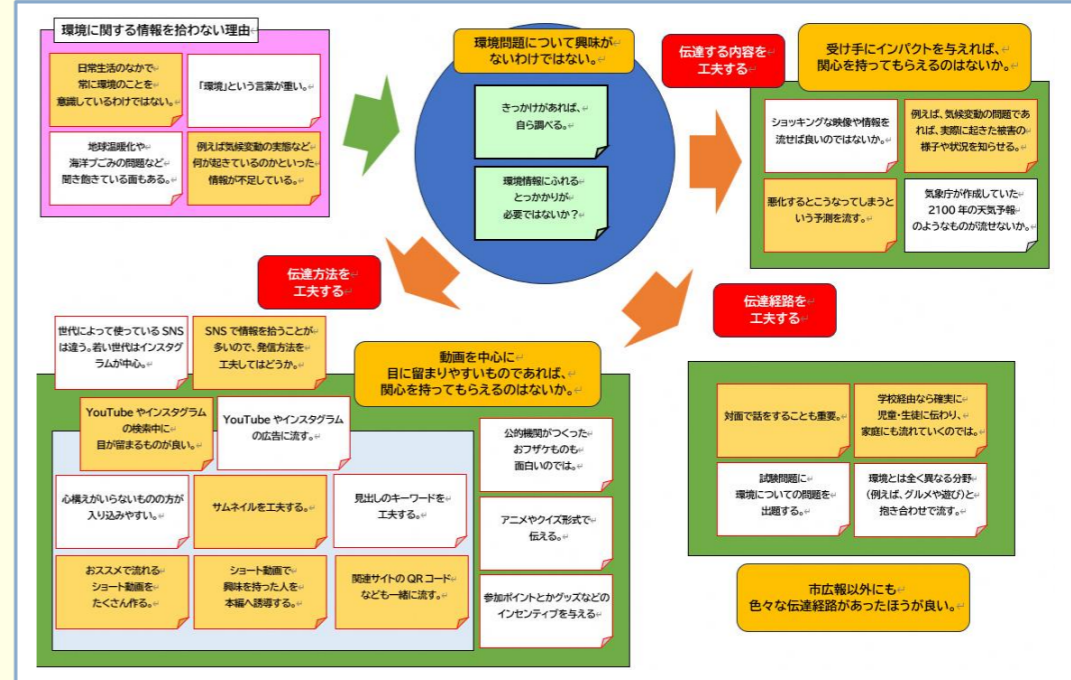 環境に関する情報を拾わない理由
日常生活のなかで
常に環境のことを
意識しているわけではない。
「環境」という言葉が重い。
地球温暖化や
海洋プごみの問題など
聞き飽きている面もある。
例えば気候変動の実態など
何が起きているのかといった
情報が不足している。
環境問題について興味が
ないわけではない。
きっかけがあれば、
自ら調べる。
環境情報にふれる
とっかかりが
必要ではないか？
伝達する内容を
工夫する
受け手にインパクトを与えれば、
関心を持ってもらえるのはないか。
ショッキングな映像や情報を
流せば良いのではないか。
例えば、気候変動の問題であ
れば、実際に起きた被害の
様子や状況を知らせる。
悪化するとこうなってしまうと
いう予測を流す。
気象庁が作成していた
2100 年の天気予報
のようなものが流せないか。
伝達方法を
工夫する
世代によって使っている SNS
は違う。若い世代はインスタグ
ラムが中心。
SNS で情報を拾うことが
多いので、発信方法を
工夫してはどうか。
動画を中心に
目に留まりやすいものであれば、
関心を持ってもらえるのはないか。
YouTube やインスタグラム
の検索中に
目が留まるものが良い。
YouTube やインスタグラム
の広告に流す。
心構えがいらないものの方が
入り込みやすい。
サムネイルを工夫する。
見出しのキーワードを
工夫する。
おススメで流れる
ショート動画を
たくさん作る。
ショート動画で
興味を持った人を
本編へ誘導する。
関連サイトの QR コード
なども一緒に流す。
公的機関がつくった
おフザケものも
面白いのでは。
アニメやクイズ形式で
伝える。
参加ポイントとかグッズなどの
インセンティブを与える
伝達経路を
工夫する
対面で話をすることも重要。
学校経由なら確実に
児童・生徒に伝わり、
家庭にも流れていくのでは。
試験問題に
環境についての問題を
出題する。
環境とは全く異なる分野
（例えば、グルメや遊び）と
抱き合わせで流す。
市広報以外にも
色々な伝達経路があったほうが良い。